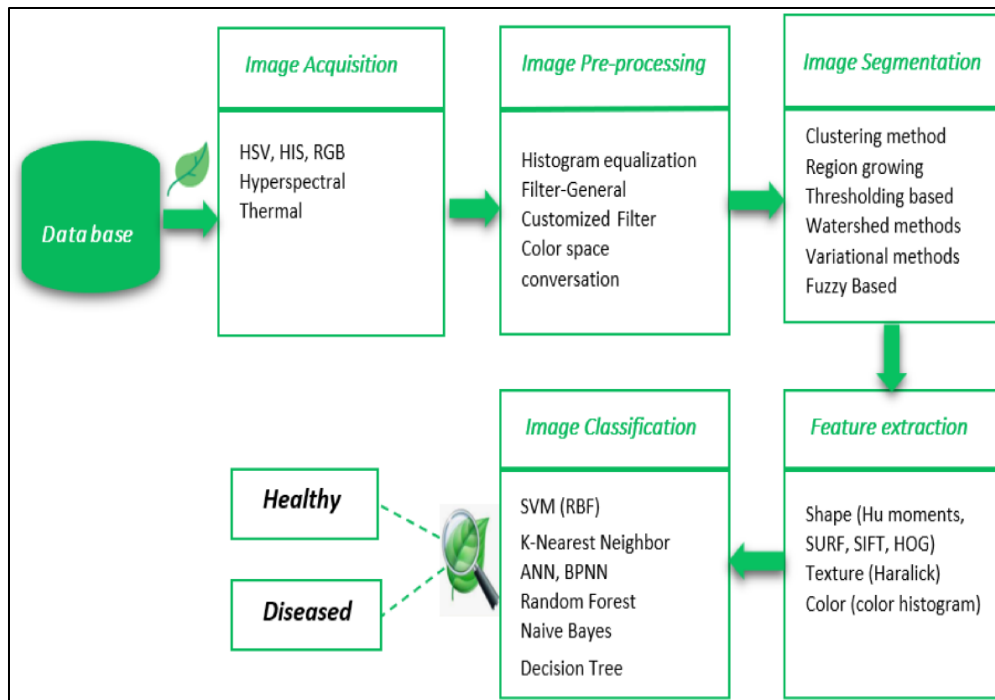 Database
Image Acquisition
HSV, HIS, RGB
Hyperspectral
Thermal
Image Pre-processing
Histogram equalization
Filter-General
Customized Filter
Color space
conversation
Image Segmentation
Clustering method
Region growing
Thresholding based
Watershed methods
Variational methods
Fuzzy Based
Feature extraction
Shape (Hu moments,
SURF, SIFT, HOG)
Texture (Haralick)
Color (color histogram)
Image Classification
SVM (RBF)
K-Nearest Neighbor
ANN, BPNN
Random Forest
Naive Bayes
Decision Tree
Healthy
Diseased